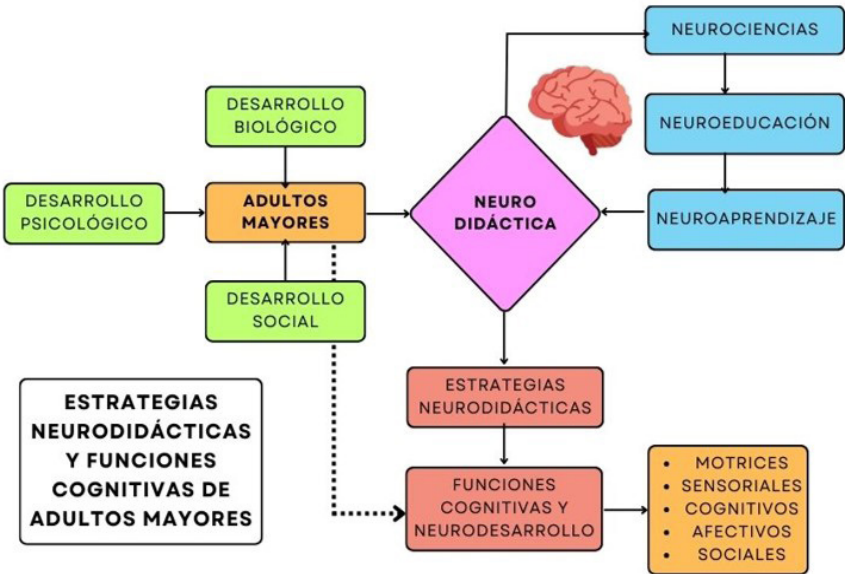 NEUROCIENCIAS
DESARROLLO
BIOLÓGICO
NEUROEDUCACIÓN
DESARROLLO
PSICOLÓGICO
ADULTOS
MAYORES
NEURO
DIDÁCTICA
NEUROAPRENDIZAJE
DESARROLLO
SOCIAL
ESTRATEGIAS
NEURODIDÁCTICAS
ESTRATEGIAS
NEURODIDÁCTICAS
Y FUNCIONES
COGNITIVAS DE
ADULTOS MAYORES
FUNCIONES
COGNITIVAS Y
NEURODESARROLLO
• MOTRICES
• SENSORIALES
• COGNITIVOS
• AFECTIVOS
• SOCIALES